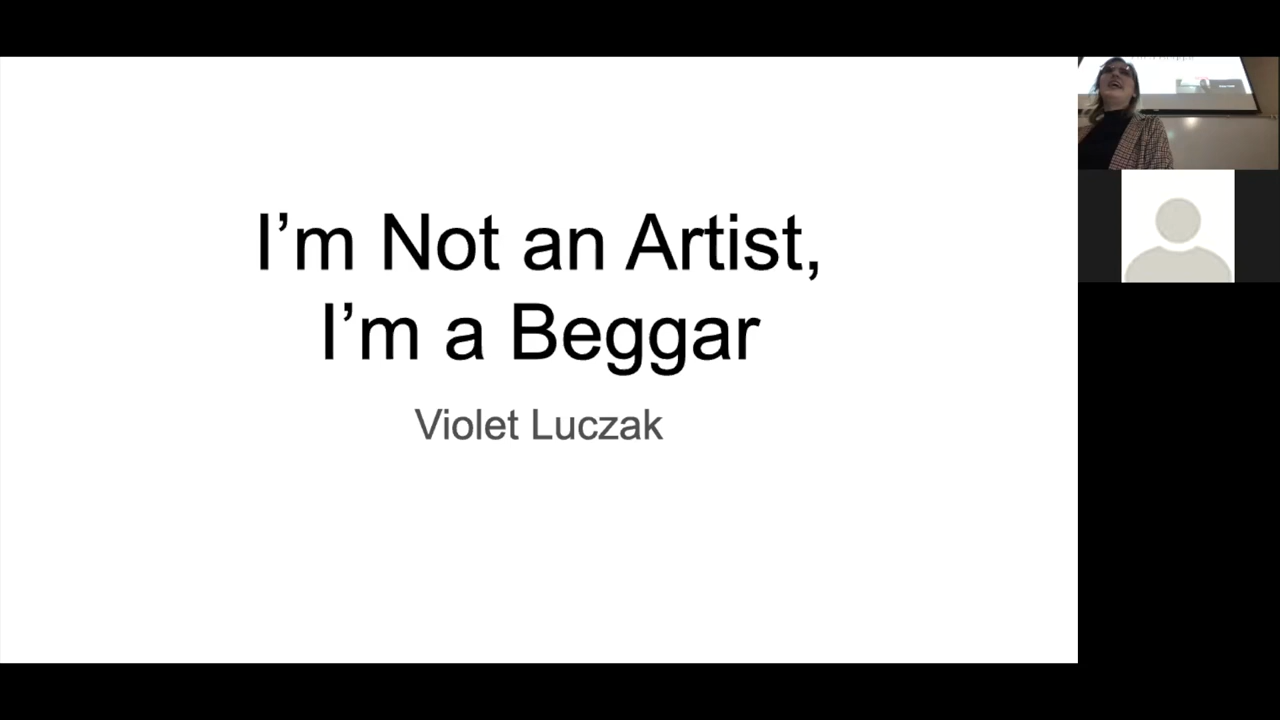 I’m Not an Artist,
I’m a Beggar
Violet Luczak